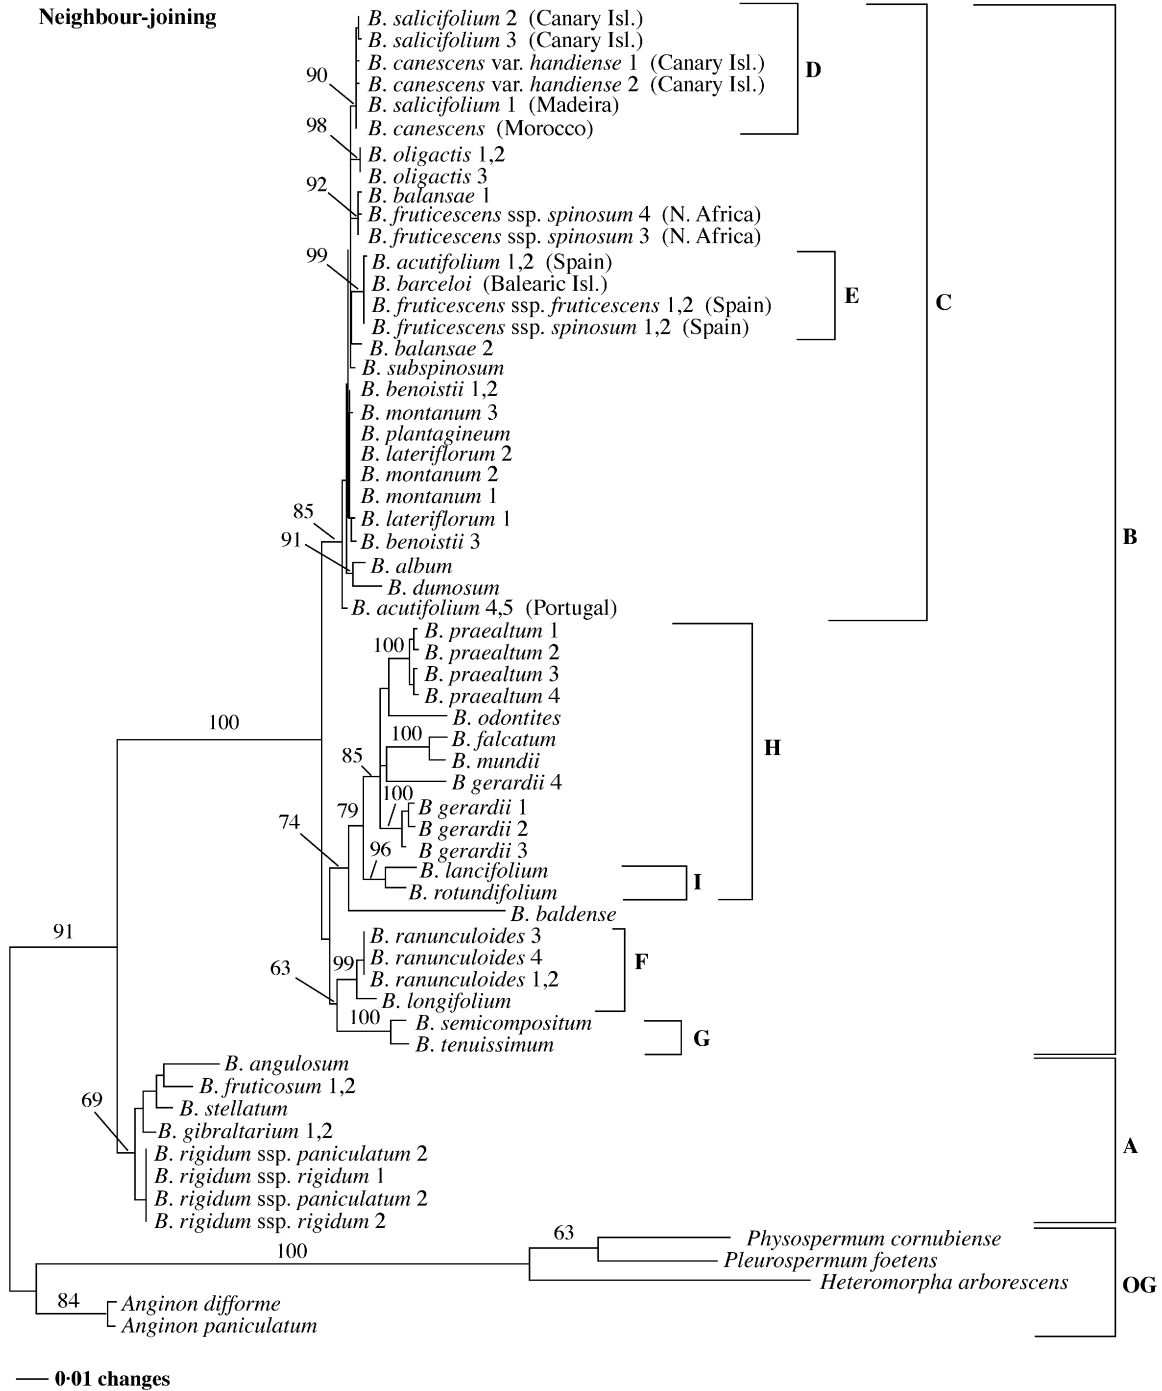 Neighbour-joining
B. salicifolium 2 (Canary Isl.)
B. salicifolium 3 (Canary Isl.)
B. canescens var. handiense 1 (Canary Isl.)
D
90
B. canescens var. handiense 2 (Canary Isl.)
B. salicifolium 1 (Madeira)
98
B. canescens (Morocco)
B. oligactis 1,2
B. oligactis 3
92
B. balansae 1
B. fruticescens ssp. spinosum 4 (N. Africa)
B. fruticescens ssp. spinosum 3 (N. Africa)
99
B. acutifolium 1,2 (Spain)
B. barceloi (Balearic Isl.)
E
C
B. fruticescens ssp. fruticescens 1,2 (Spain)
B. fruticescens ssp. spinosum 1,2 (Spain)
B. balansae 2
B. subspinosum
B. benoistii 1,2
B. montanum 3
B. plantagineum
B. lateriflorum 2
B. montanum 2
B. montanum 1
85
B. lateriflorum 1
91
B. benoistii 3
B
B. album
B. dumosum
B. acutifolium 4,5 (Portugal)
B. praealtum 1
100
B. praealtum 2
B. praealtum 3
B. praealtum 4
B. odontites
100
100
B. falcatum
H
85
B. mundii
B gerardii 4
100
B gerardii 1
79
74
B gerardii 2
96
B gerardii 3
B. lancifolium
I
B. rotundifolium
B. baldense
91
B. ranunculoides 3
63
99
B. ranunculoides 4
F
B. ranunculoides 1,2
B. longifolium
100
B. semicompositum
G
B. tenuissimum
B. angulosum
B. fruticosum 1,2
69
B. stellatum
B. gibraltarium 1,2
A
B. rigidum ssp. paniculatum 2
B. rigidum ssp. rigidum 1
B. rigidum ssp. paniculatum 2
B. rigidum ssp. rigidum 2
63
Physospermum cornubiense
100
Pleurospermum foetens
Heteromorpha arborescens
OG
84
Anginon difforme
Anginon paniculatum
0·01 changes